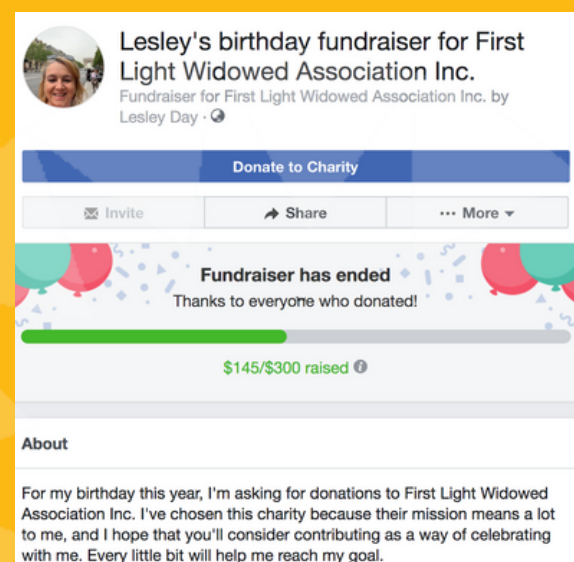 Lesley's birthday fundraiser for First
Light Widowed Association Inc.
Fundraiser for First Light Widowed Association Inc. by
Lesley Day ·
Donate to Charity
Invite
Share
··· More
Fundraiser has ended
Thanks to everyone who donated!
$145/$300 raised
About
For my birthday this year, I'm asking for donations to First Light Widowed
Association Inc. I've chosen this charity because their mission means a lot
to me, and I hope that you'll consider contributing as a way of celebrating
with me. Every little bit will help me reach my goal.